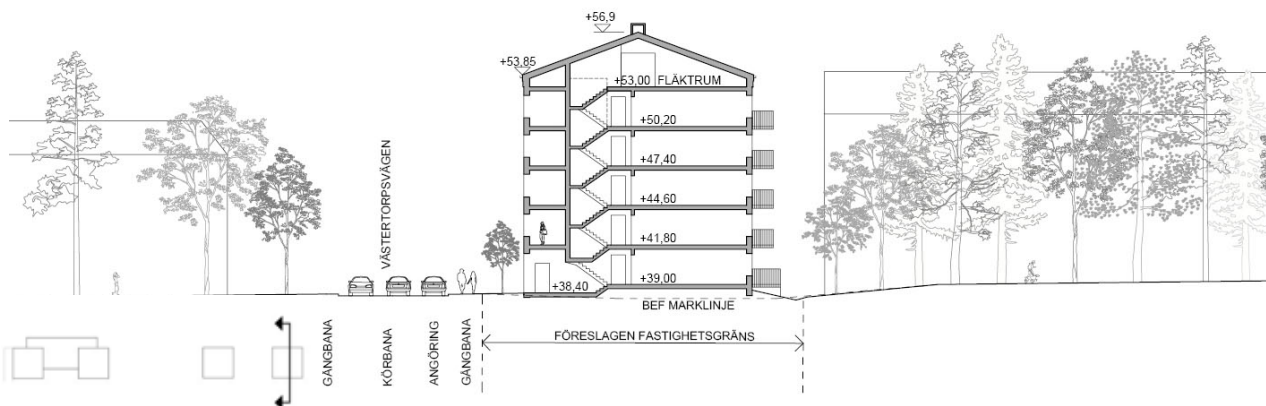 +56,9
+53,85
+53,00 FLÄKTRUM
+50,20
+47,40
+44,60
+41,80
+39,00
+38,40
BEF MARKLINJE
FÖRESLAGEN FASTIGHETSGRÄNS
VÄSTERTORPSVÄGEN
GÅNGBANA
KÖRBANA
ANGÖRING
GÅNGBANA